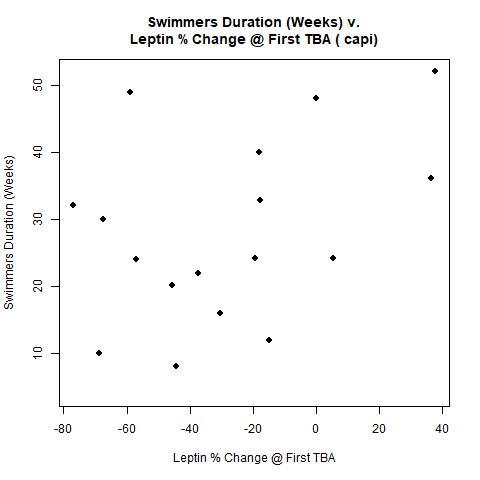 Swimmers Duration (Weeks) v.
Leptin % Change @ First TBA ( capi)
Swimmers Duration (Weeks)
50
40
30
20
10
-80 -60 -40 -20 0 20 40
Leptin % Change @ First TBA